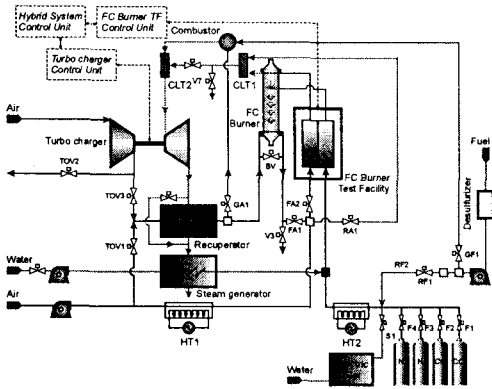 Hybrid System
Control Unit
FC Burner TF
Control Unit
Combustor
Turbo charger
Control Unit
CLT2
V7
CLT1
Air
Turbo charger
FC
Burner
Fuel
TOV2
BV
FC Burner
Test Facility
Desulfurizer
TOV3
GA1
FA2
V3
FA1
RA1
TOV1
Recuperator
GF1
Water
RF2
RF1
Steam generator
Air
HT1
HT2
S1
F4
F3
F2
F1
Water